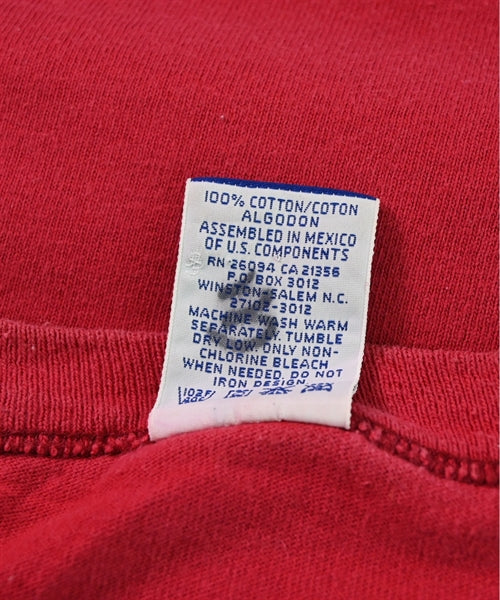 100% COTTON/COTON
ALGODON
ASSEMBLED IN MEXICO
OF U.S. COMPONENTS
RN 26094 CA 21356
P.O. BOX 3012
WINSTON-SALEM N.C.
27102-3012
MACHINE WASH WARM
SEPARATELY. TUMBLE
DRY LOW. ONLY NON-
CHLORINE BLEACH
WHEN NEEDED. DO NOT
IRON DESIGN.